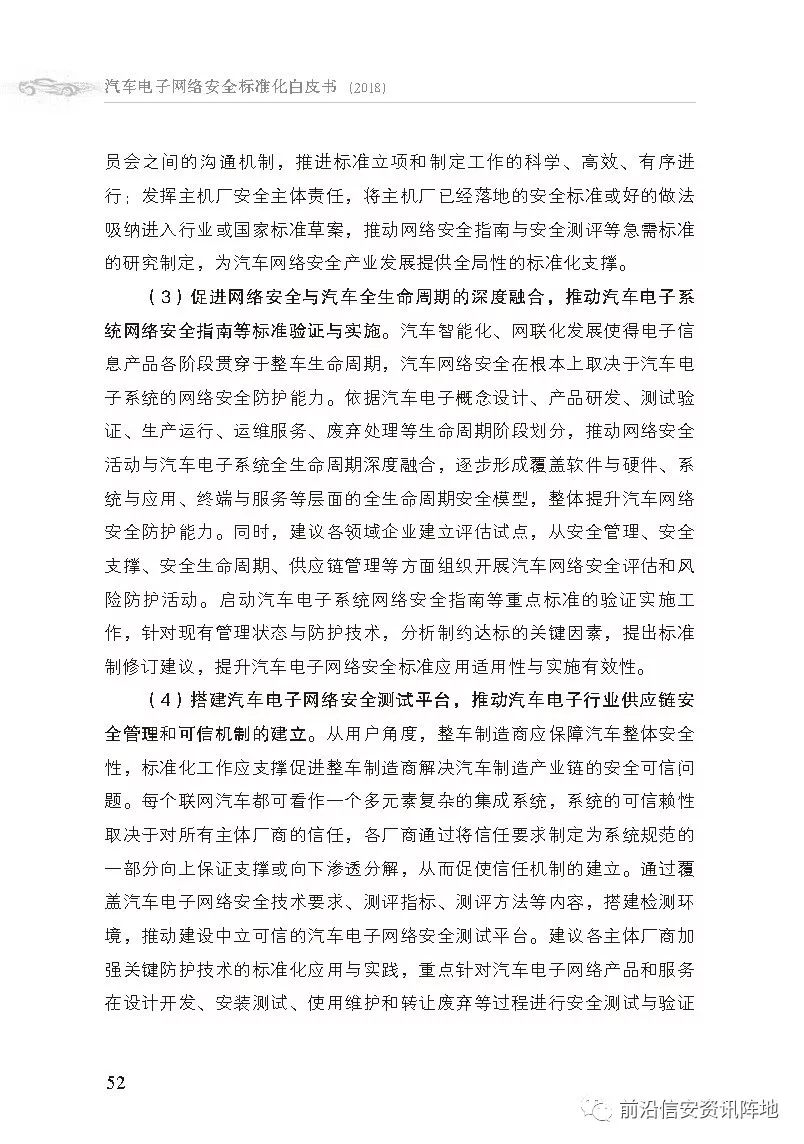 汽车电子网络安全标准化白皮书 (2018)
员会之间的沟通机制，推进标准立项和制定工作的科学、高效、有序进
行；发挥主机厂安全主体责任，将主机厂已经落地的安全标准或好的做法
吸纳进入行业或国家标准草案，推动网络安全指南与安全测评等急需标准
的研究制定，为汽车网络安全产业发展提供全局性的标准化支撑。
（3）促进网络安全与汽车全生命周期的深度融合，推动汽车电子系
统网络安全指南等标准验证与实施。汽车智能化、网联化发展使得电子信
息产品各阶段贯穿于整车生命周期，汽车网络安全在根本上取决于汽车电
子系统的网络安全防护能力。依据汽车电子概念设计、产品研发、测试验
证、生产运行、运维服务、废弃处理等生命周期阶段划分，推动网络安全
活动与汽车电子系统全生命周期深度融合，逐步形成覆盖软件与硬件、系
统与应用、终端与服务等层面的全生命周期安全模型，整体提升汽车网络
安全防护能力。同时，建议各领域企业建立评估试点，从安全管理、安全
支撑、安全生命周期、供应链管理等方面组织开展汽车网络安全评估和风
险防护活动。启动汽车电子系统网络安全指南等重点标准的验证实施工
作，针对现有管理状态与防护技术，分析制约达标的关键因素，提出标准
制修订建议，提升汽车电子网络安全标准应用适用性与实施有效性。
（4）搭建汽车电子网络安全测试平台，推动汽车电子行业供应链安
全管理和可信机制的建立。从用户角度，整车制造商应保障汽车整体安全
性，标准化工作应支撑促进整车制造商解决汽车制造产业链的安全可信问
题。每个联网汽车都可看作一个多元素复杂的集成系统，系统的可信赖性
取决于对所有主体厂商的信任，各厂商通过将信任要求制定为系统规范的
一部分向上保证支撑或向下渗透分解，从而促使信任机制的建立。通过覆
盖汽车电子网络安全技术要求、测评指标、测评方法等内容，搭建检测环
境，推动建设中立可信的汽车电子网络安全测试平台。建议各主体厂商加
强关键防护技术的标准化应用与实践，重点针对汽车电子网络产品和服务
在设计开发、安装测试、使用维护和转让废弃等过程进行安全测试与验证
52
前沿信安资讯阵地